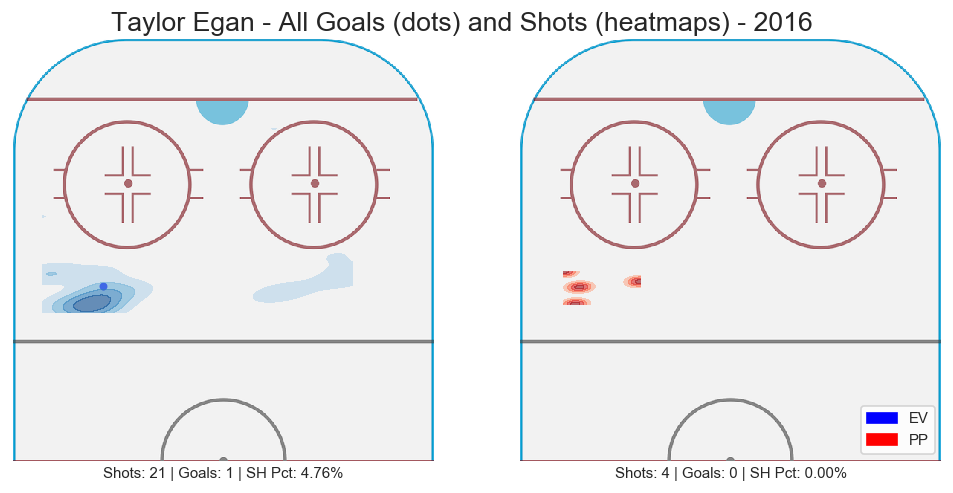 Taylor Egan - All Goals (dots) and Shots (heatmaps) - 2016
EV
PP
Shots: 21 | Goals: 1 | SH Pct: 4.76%
Shots: 4 | Goals: 0 | SH Pct: 0.00%